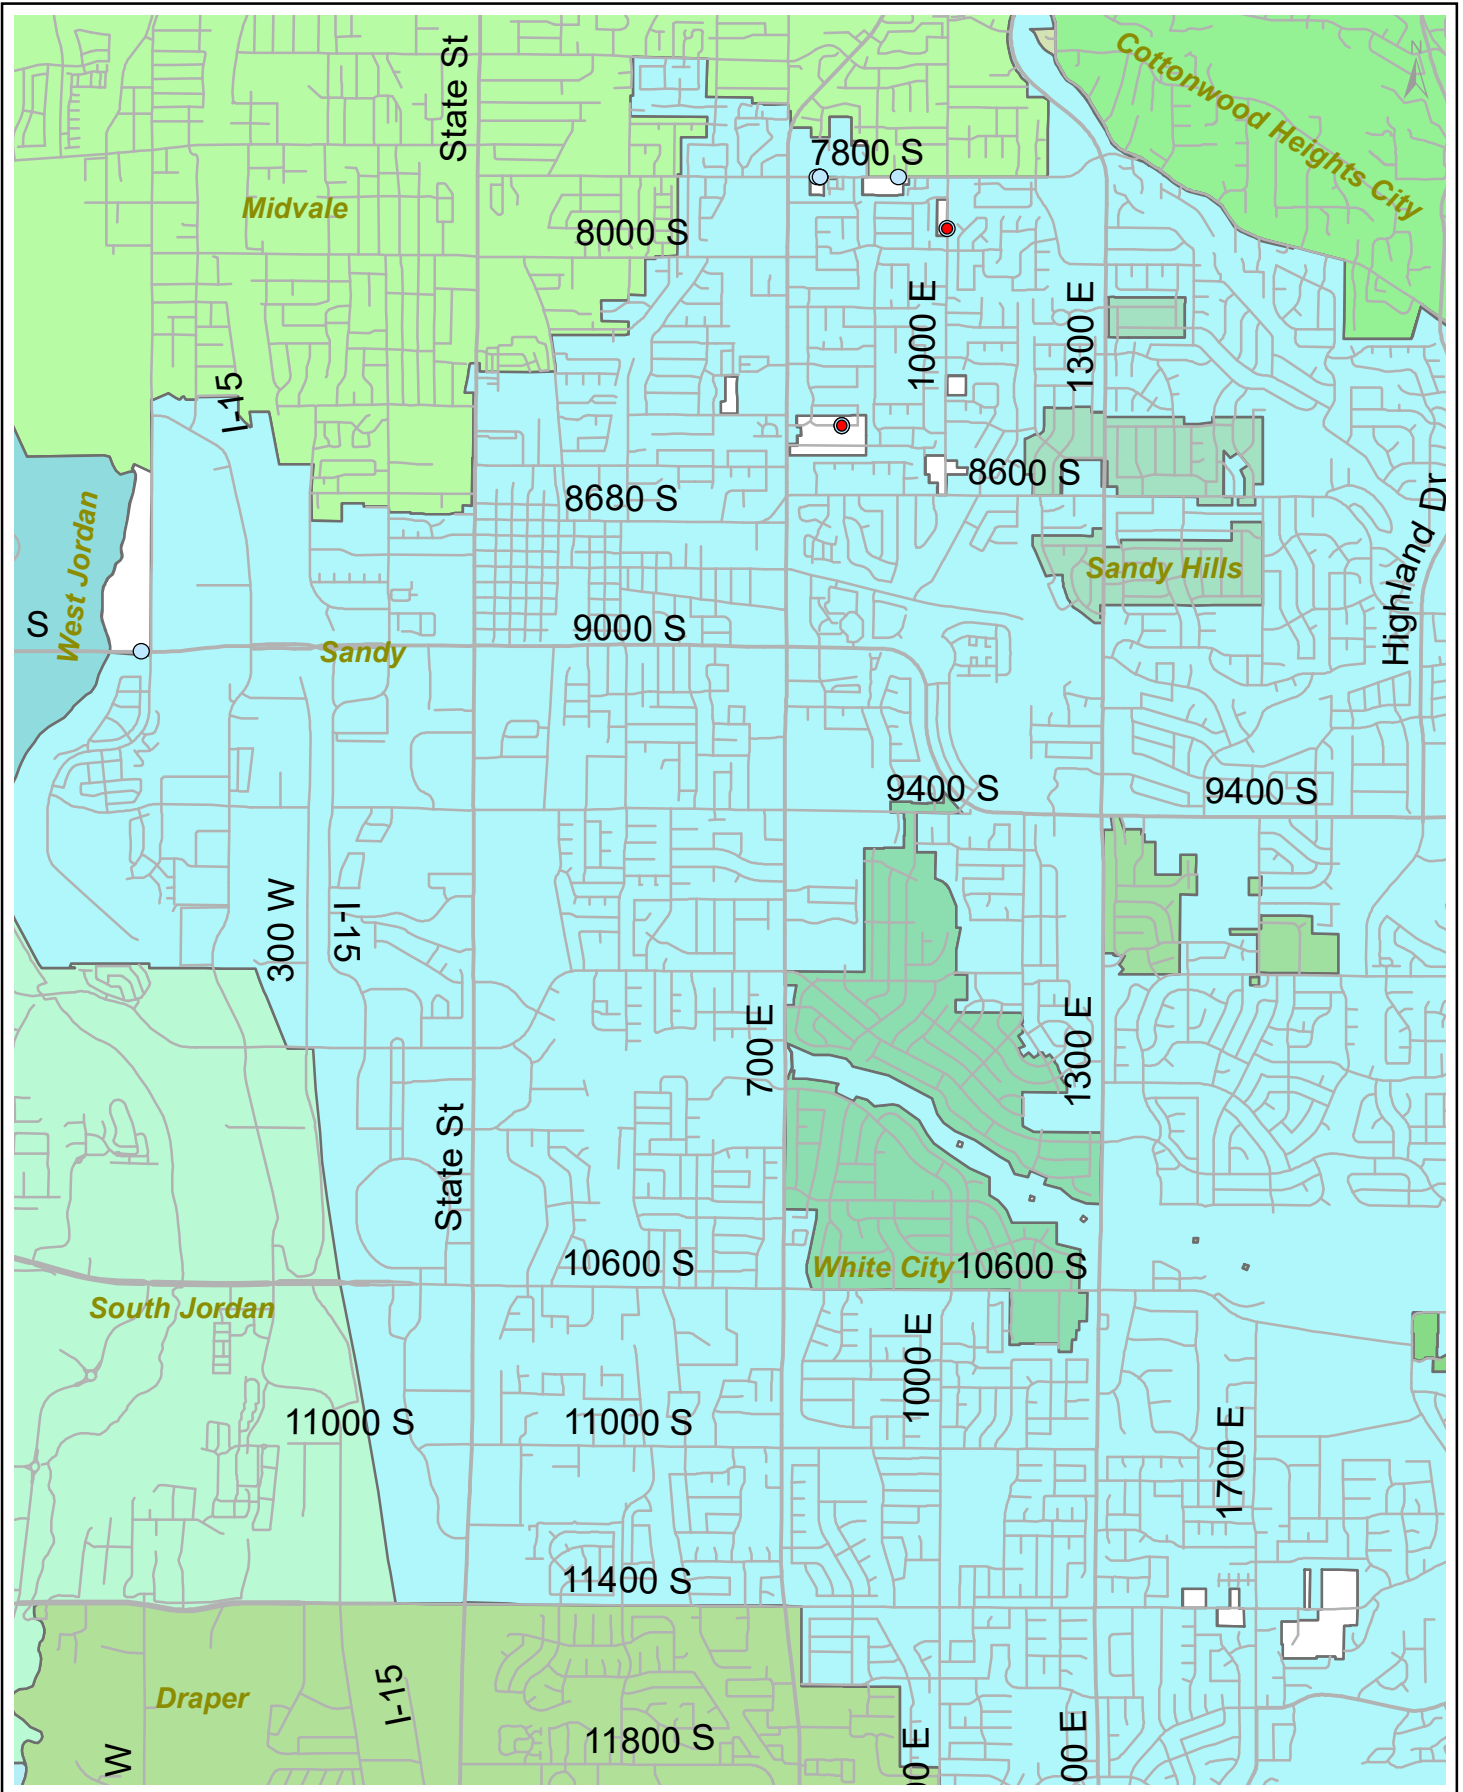 State St
Cottonwood Heights City
N
7800 S
Midvale
8000 S
1000 E
1300 E
I-15
8600 S
8680 S
West Jordan
Highland Dr
Sandy Hills
S
9000 S
Sandy
9400 S
9400 S
300 W
I-15
700 E
1300 E
State St
10600 S
White City
10600 S
South Jordan
1000 E
11000 S
11000 S
1700 E
11400 S
I-15
Draper
11800 S
W
00 E
00 E